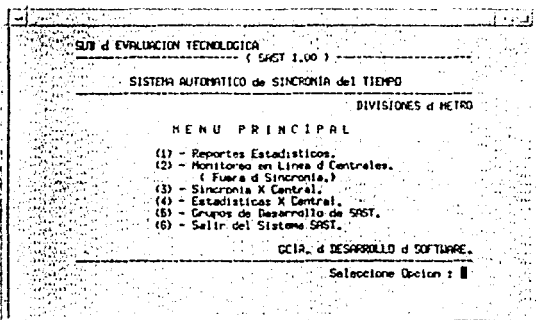 SUB d EVALUACION TECNOLOGICA
( SAST 1.00 )
SISTEMA AUTOMATICO de SINCRONIA del TIEMPO
DIVISIONES d METRO
MENU PRINCIPAL
(1) - Reportes Estadisticos.
(2) - Monitoreo en Linea d Centrales.
( Fuera d Sincronia.)
(3) - Sincronia X Central.
(4) - Estadisticas X Central.
(5) - Grupos de Desarrollo de SAST.
(6) - Salir del Sistema SAST.
GCIA. d DESARROLLO d SOFTWARE.
Seleccione Opcion :